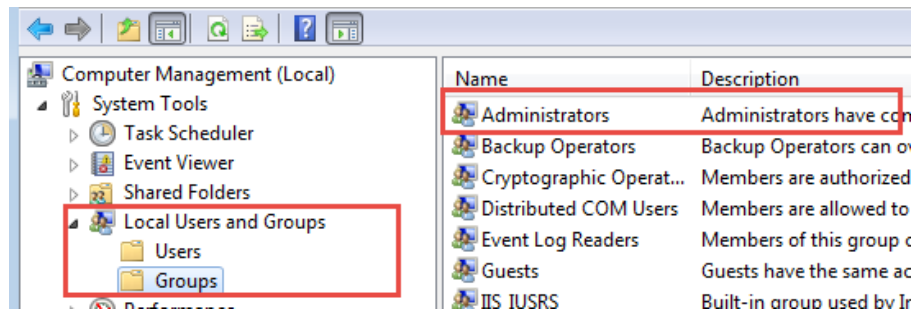 Computer Management (Local)
System Tools
Task Scheduler
Event Viewer
Shared Folders
Local Users and Groups
Users
Groups
Performance
Name Description
Administrators Administrators have con
Backup Operators Backup Operators can ov
Cryptographic Operat... Members are authorized
Distributed COM Users Members are allowed to
Event Log Readers Members of this group c
Guests Guests have the same ac
IIS_IUSRS Built-in group used by In